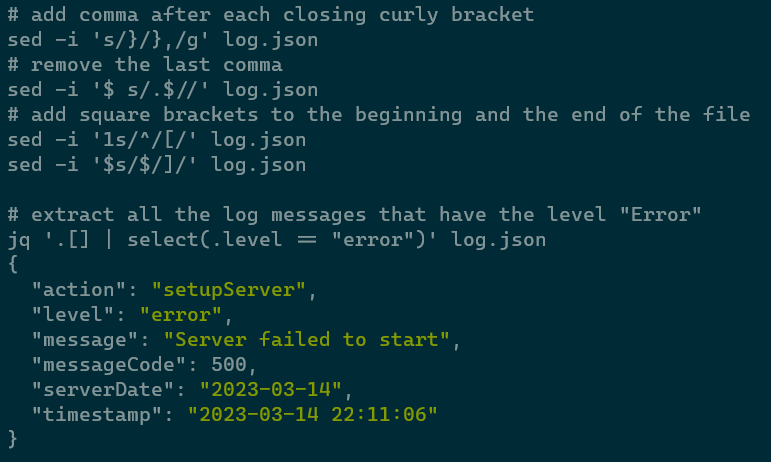 # add comma after each closing curly bracket
sed -i 's/}/},/g' log.json
# remove the last comma
sed -i '$ s/.$//' log.json
# add square brackets to the beginning and the end of the file
sed -i '1s/^/[/' log.json
sed -i '$s/$/]/' log.json

# extract all the log messages that have the level "Error"
jq '.[] | select(.level == "error")' log.json
{
  "action": "setupServer",
  "level": "error",
  "message": "Server failed to start",
  "messageCode": 500,
  "serverDate": "2023-03-14",
  "timestamp": "2023-03-14 22:11:06"
}